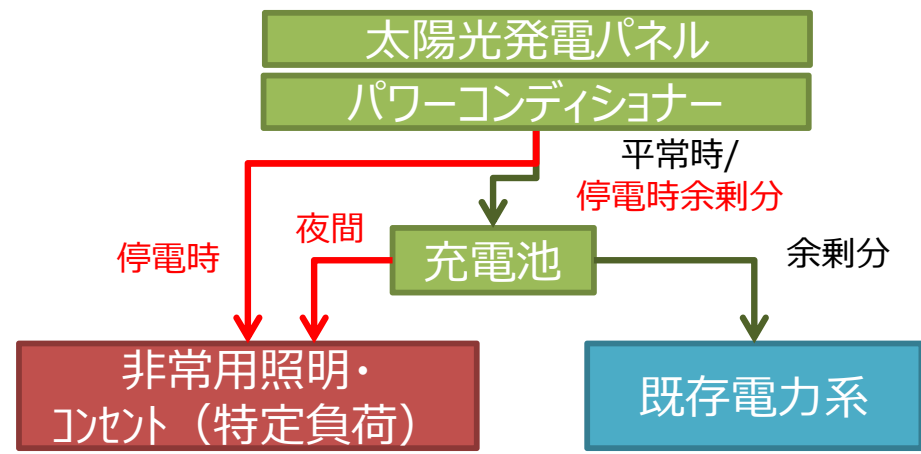 太陽光発電パネル
パワーコンディショナー
平常時/
停電時余剰分
停電時
夜間
充電池
余剰分
非常用照明・
コンセント（特定負荷）
既存電力系